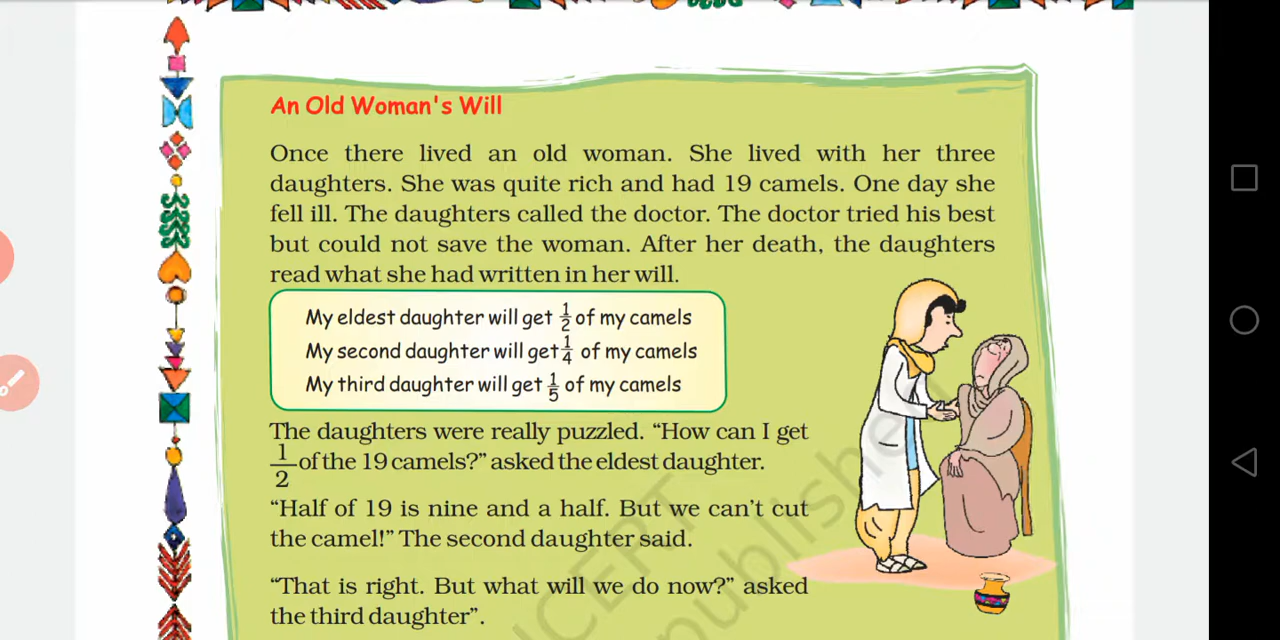 An Old Woman's Will
Once there lived an old woman. She lived with her three
daughters. She was quite rich and had 19 camels. One day she
fell ill. The daughters called the doctor. The doctor tried his best
but could not save the woman. After her death, the daughters
read what she had written in her will.
My eldest daughter will get 1/2 of my camels
My second daughter will get 1/4 of my camels
My third daughter will get 1/5 of my camels
The daughters were really puzzled. “How can I get
1/2 of the 19 camels?” asked the eldest daughter.
“Half of 19 is nine and a half. But we can't cut
the camel!” The second daughter said.
“That is right. But what will we do now?” asked
the third daughter”.
NCERT
published